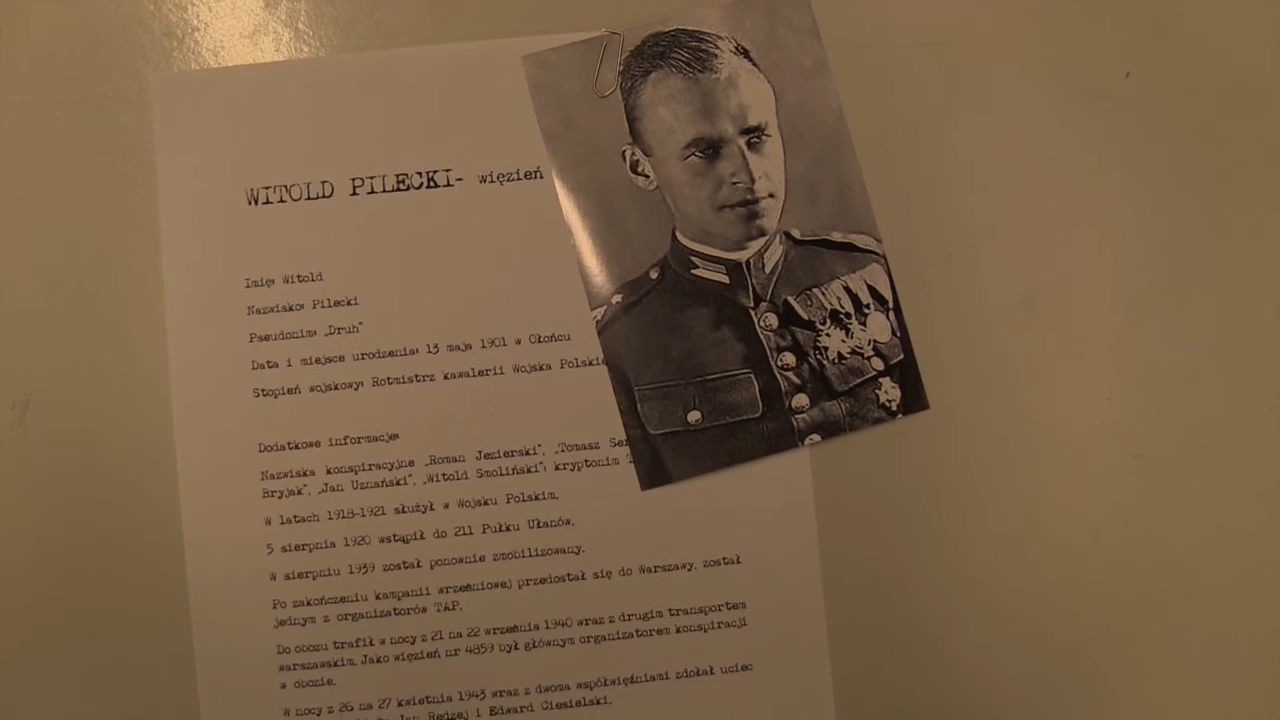 WITOLD PILECKI- więzień
Imię: Witold
Nazwisko: Pilecki
Pseudonim: „Druh"
Data i miejsce urodzenia: 13 maja 1901 w Ołońcu
Stopień wojskowy: Rotmistrz kawalerii Wojska
Dodatkowe informacje:
Nazwiska konspiracyjne „Roman Jezierski", „Tomasz
Bryjak", „Jan Uznański", „Witold Smoliński"; kryptonim
W latach 1918-1921 służył w Wojsku Polskim.
5 sierpnia 1920 wstąpił do 211 Pułku Ułanów.
W sierpniu 1939 został ponownie zmobilizowany.
Po zakończeniu kampanii wrześniowej przedostał się do Warszawy, został
jednym z organizatorów TAP.
Do obozu trafił w nocy z 21 na 22 września 1940 wraz z drugim transportem
warszawskim. Jako więzień nr 4859 był głównym organizatorem konspiracji
w obozie.
W nocy z 26 na 27 kwietnia 1943 wraz z dwoma współwięźniami zdołał uciec
Jan Redzej i Edward Ciesielski.